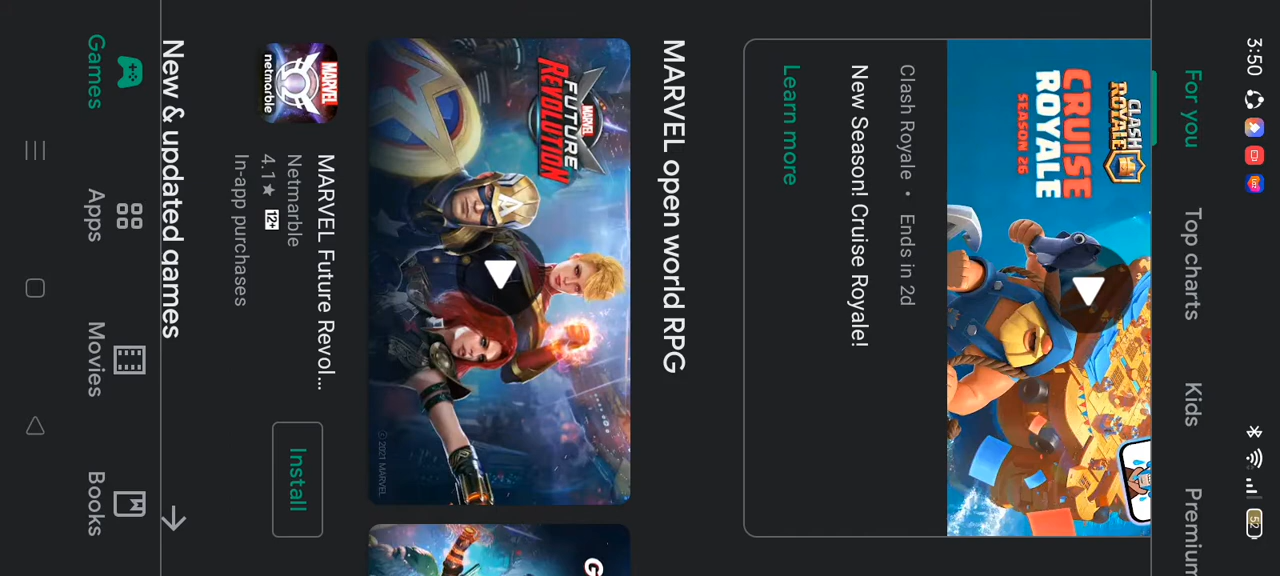 3:50
52
For you Top charts Kids Premium
CLASH
ROYALE
CRUISE
ROYALE
SEASON 26
Clash Royale • Ends in 2d
New Season! Cruise Royale!
Learn more
MARVEL open world RPG
MARVEL
FUTURE
REVOLUTION
© 2021 MARVEL
G
MARVEL
netmarble
MARVEL Future Revol...
Netmarble
4.1★ 12+
In-app purchases
Install
New & updated games
Games Apps Movies Books